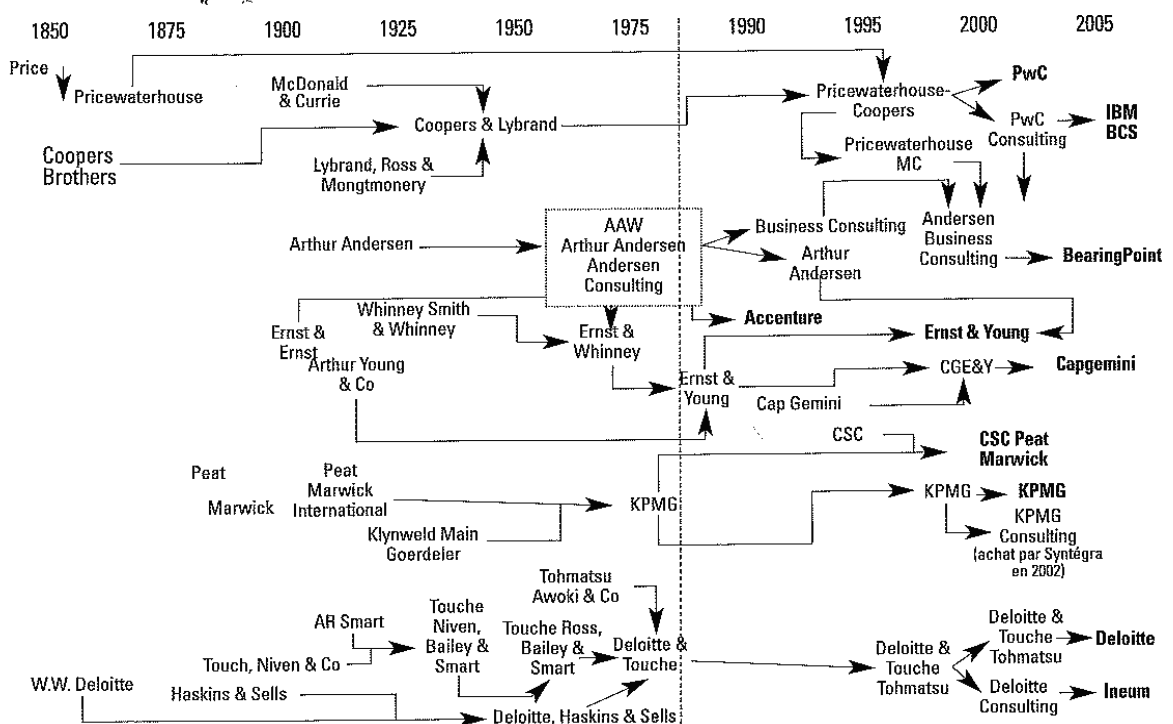 1850 1875 1900 1925 1950 1975 1990 1995 2000 2005
Price
Pricewaterhouse
McDonald
& Currie
Coopers & Lybrand
Coopers
Brothers
Lybrand, Ross &
Mongtmonery
Pricewaterhouse-
Coopers
PwC
PwC
Consulting
IBM
BCS
Pricewaterhouse
MC
Arthur Andersen
AAW
Arthur Andersen
Andersen
Consulting
Business Consulting
Arthur
Andersen
Andersen
Business
Consulting
BearingPoint
Accenture
Ernst &
Ernst
Whinney Smith
& Whinney
Ernst &
Whinney
Arthur Young
& Co
Ernst &
Young
Ernst & Young
CGE&Y
Capgemini
Cap Gemini
CSC
CSC Peat
Marwick
Peat
Marwick
Peat
Marwick
International
Klynweld Main
Goerdeler
KPMG
KPMG
KPMG
KPMG
Consulting
(achat par Syntégra
en 2002)
Tohmatsu
Awoki & Co
AR Smart
Touch, Niven & Co
Touche
Niven,
Bailey &
Smart
Touche Ross,
Bailey &
Smart
Deloitte &
Touche
W.W. Deloitte
Haskins & Sells
Deloitte, Haskins & Sells
Deloitte &
Touche
Tohmatsu
Deloitte &
Touche
Tohmatsu
Deloitte
Deloitte
Consulting
Ineum